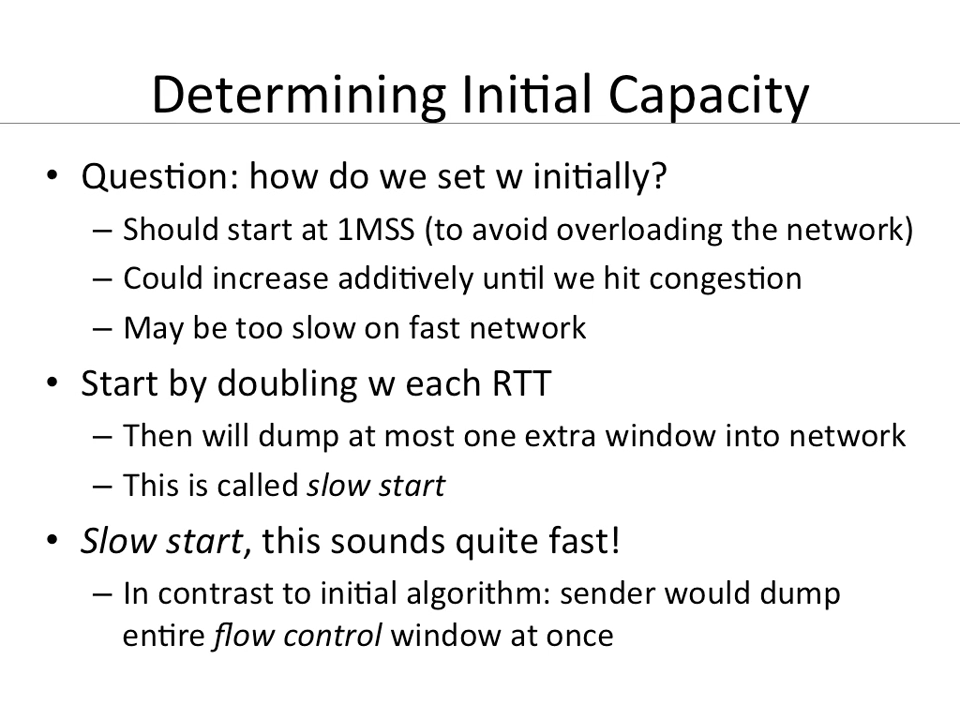 Determining Initial Capacity
• Question: how do we set w initially?
– Should start at 1MSS (to avoid overloading the network)
– Could increase additively until we hit congestion
– May be too slow on fast network
• Start by doubling w each RTT
– Then will dump at most one extra window into network
– This is called slow start
• Slow start, this sounds quite fast!
– In contrast to initial algorithm: sender would dump
entire flow control window at once